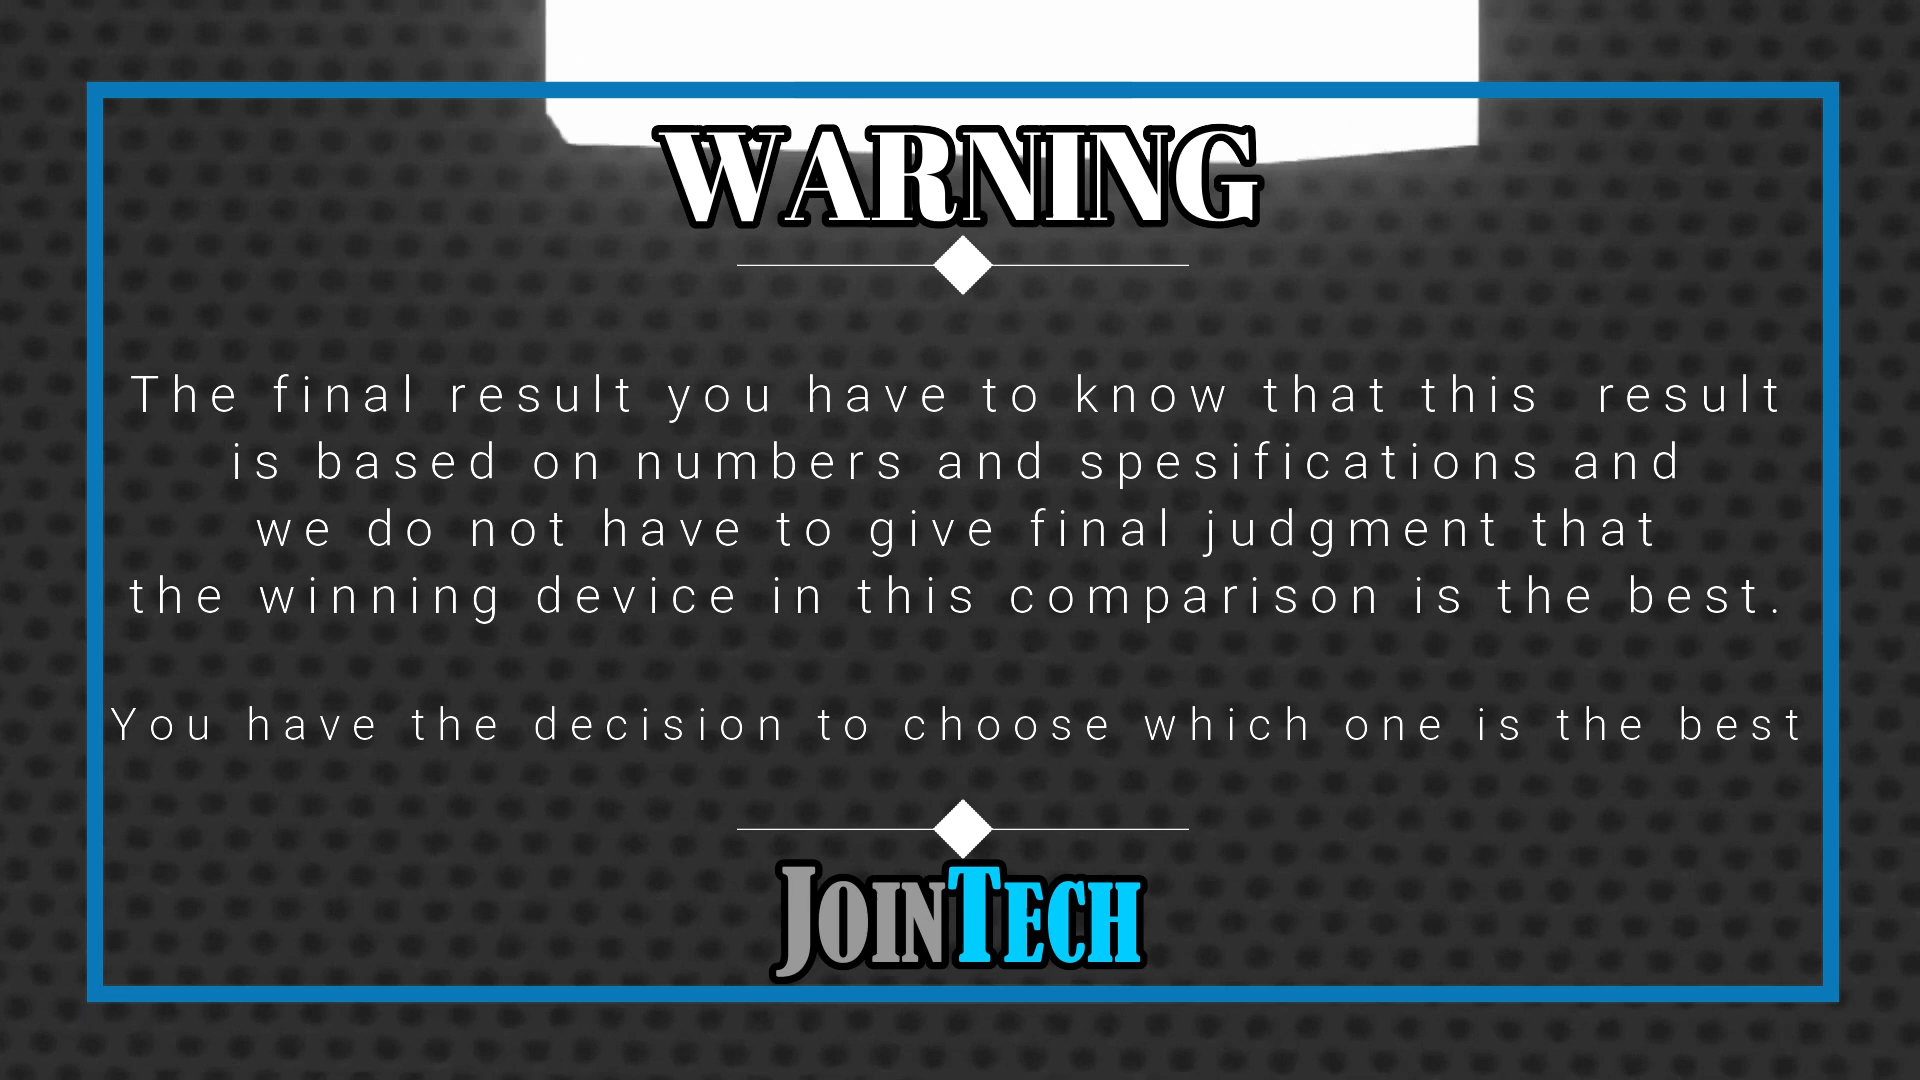 WARNING
The final result you have to know that this result
is based on numbers and spesifications and
we do not have to give final judgment that
the winning device in this comparison is the best.
You have the decision to choose which one is the best
JOINTECH